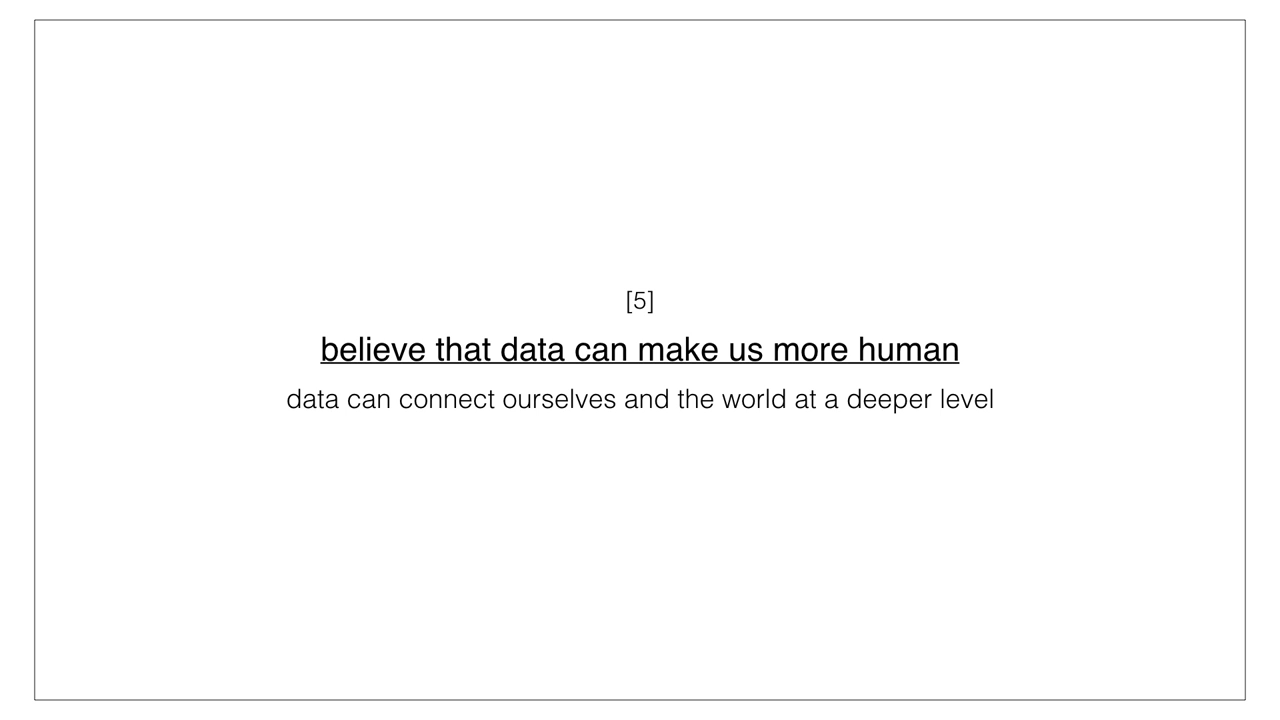 [5]
believe that data can make us more human
data can connect ourselves and the world at a deeper level